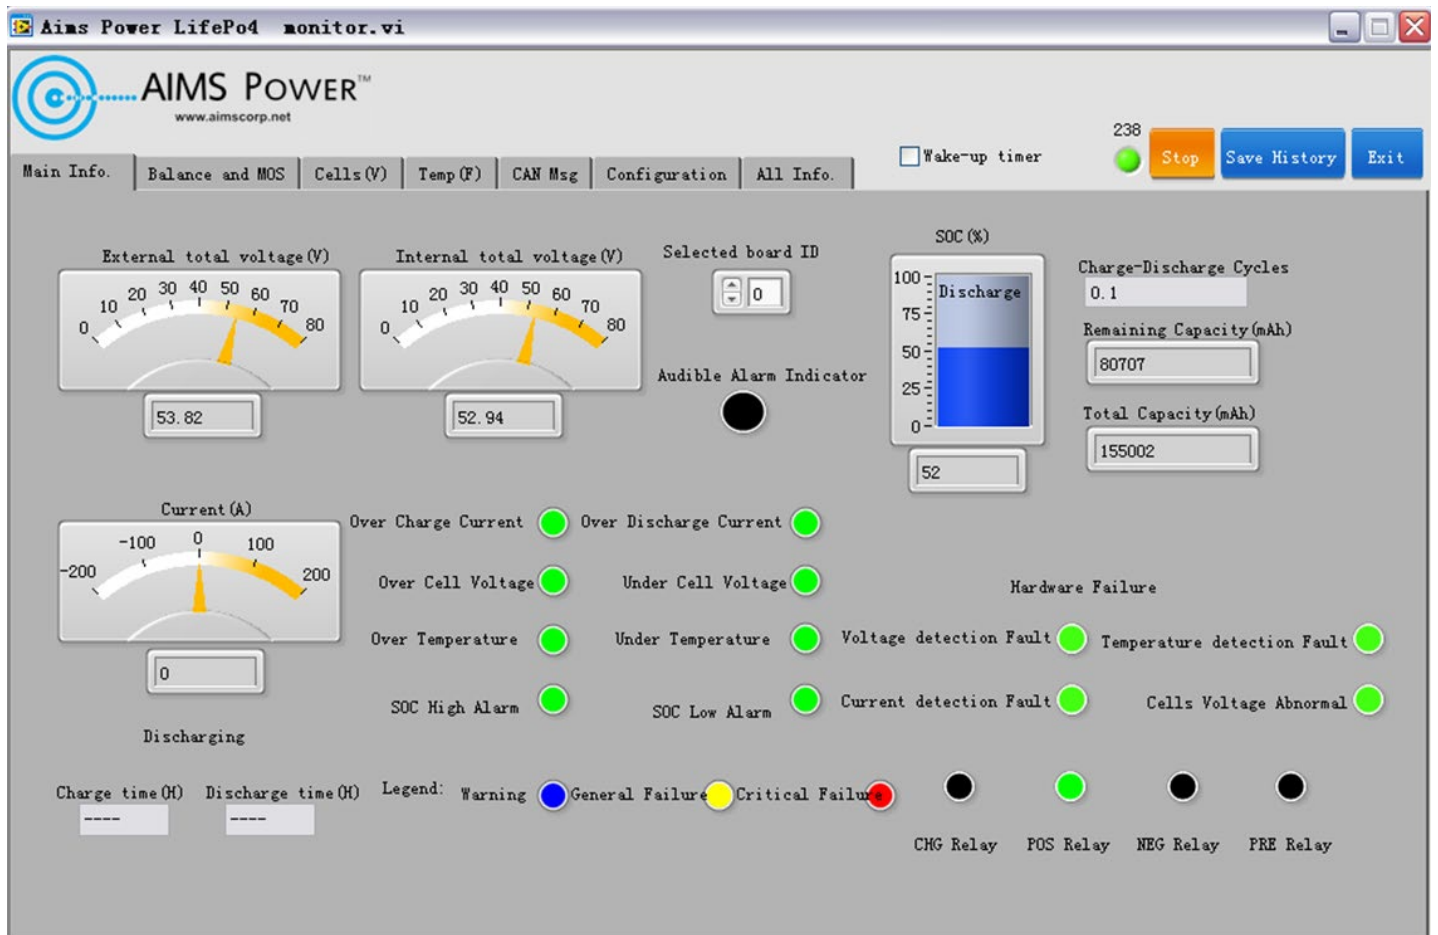 Aims Power LifePo4 monitor.vi
AIMS POWER™
www.aimscorp.net
238
Wake-up timer
Stop
Save History
Exit
Main Info.
Balance and MOS
Cells(V)
Temp(F)
CAN Msg
Configuration
All Info.
External total voltage(V)
0 10 20 30 40 50 60 70 80
53.82
Internal total voltage(V)
0 10 20 30 40 50 60 70 80
52.94
Selected board ID
0
Audible Alarm Indicator
SOC(%)
100
75
50
25
0
Discharge
52
Charge-Discharge Cycles
0.1
Remaining Capacity(mAh)
80707
Total Capacity(mAh)
155002
Current(A)
-200 -100 0 100 200
0
Discharging
Over Charge Current
Over Discharge Current
Over Cell Voltage
Under Cell Voltage
Over Temperature
Under Temperature
SOC High Alarm
SOC Low Alarm
Hardware Failure
Voltage detection Fault
Temperature detection Fault
Current detection Fault
Cells Voltage Abnormal
Charge time(H)
----
Discharge time(H)
----
Legend:
Warning
General Failure
Critical Failure
CHG Relay
POS Relay
NEG Relay
PRE Relay